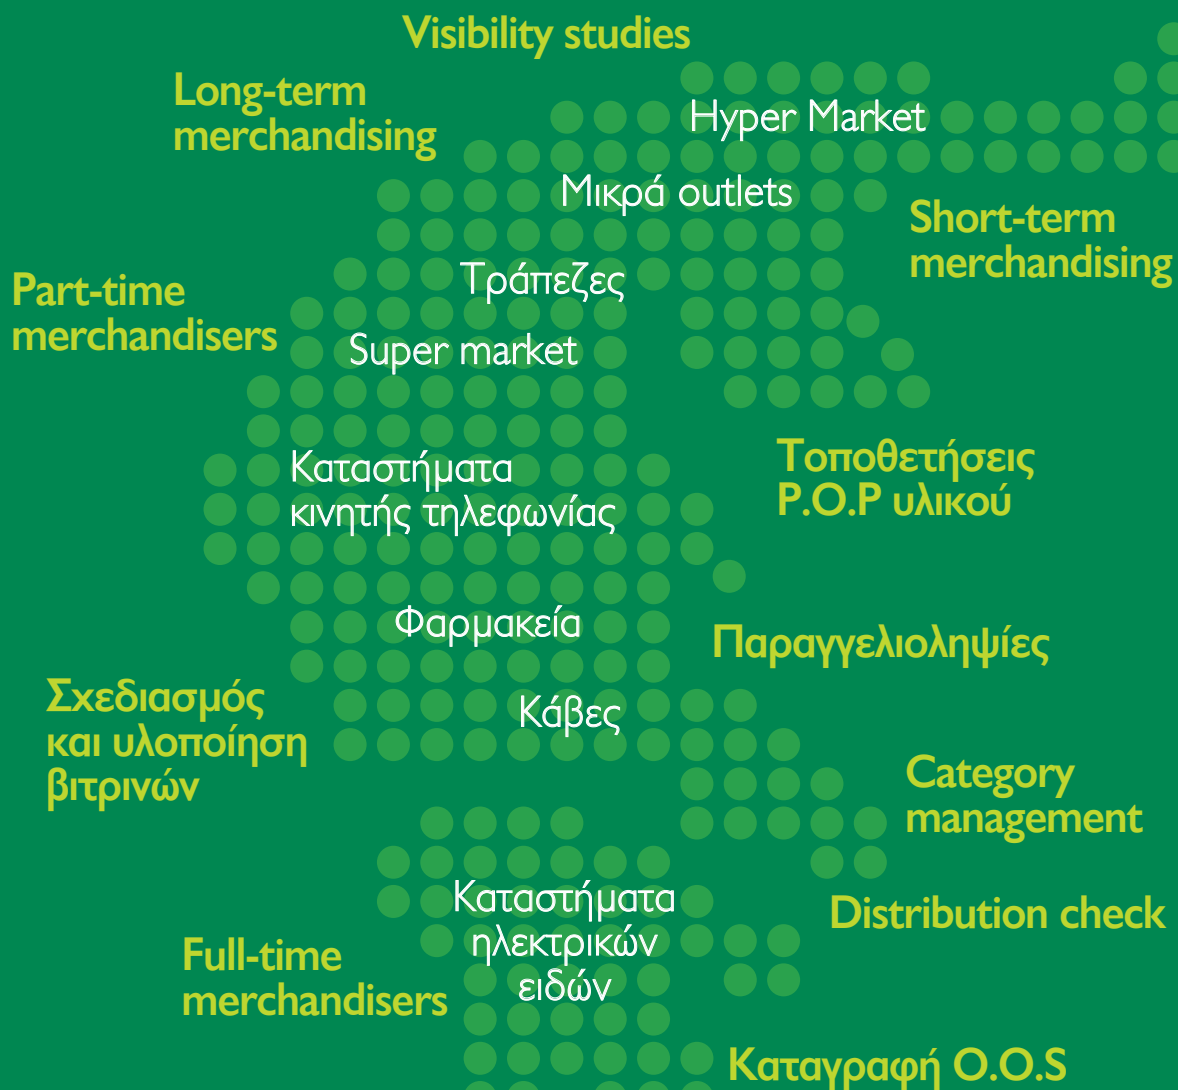 Visibility studies
Long-term
merchandising
Hyper Market
Μικρά outlets
Short-term
merchandising
Τράπεζες
Part-time
merchandisers
Super market
Καταστήματα
κινητής τηλεφωνίας
Τοποθετήσεις
P.O.P υλικού
Φαρμακεία
Παραγγελιοληψίες
Σχεδιασμός
και υλοποίηση
βιτρινών
Κάβες
Category
management
Καταστήματα
ηλεκτρικών
ειδών
Distribution check
Full-time
merchandisers
Καταγραφή O.O.S